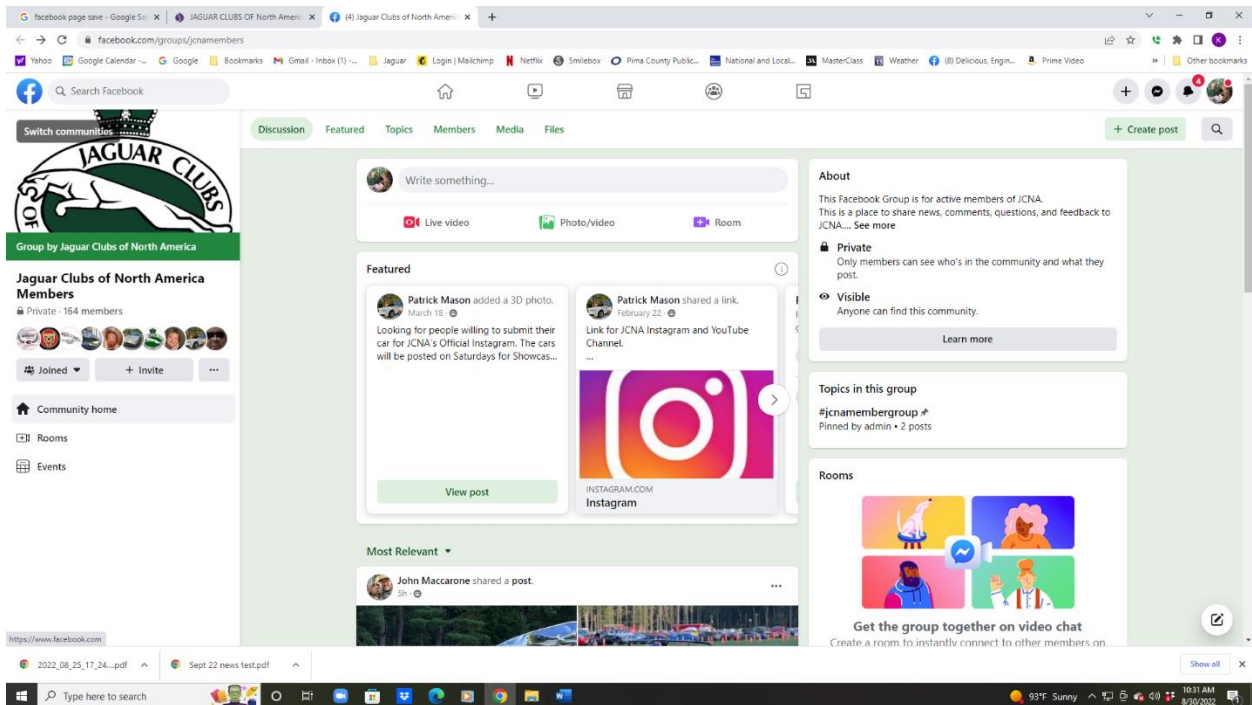 facebook page save - Google Se
JAGUAR CLUBS OF North Americ
(4) Jaguar Clubs of North Americ
facebook.com/groups/jcnamembers
Yahoo
Google Calendar -...
Google
Bookmarks
Gmail - Inbox (1) -...
Jaguar
Login | Mailchimp
Netflix
Smilebox
Pima County Public...
National and Local...
MasterClass
Weather
(8) Delicious, Engin...
Prime Video
Other bookmarks
Search Facebook
4
Switch communities
JAGUAR CLUBS
OF
Group by Jaguar Clubs of North America
Jaguar Clubs of North America
Members
Private · 164 members
Joined
+ Invite
Community home
Rooms
Events
Discussion
Featured
Topics
Members
Media
Files
+ Create post
Write something...
Live video
Photo/video
Room
Featured
Patrick Mason added a 3D photo.
March 18 ·
Looking for people willing to submit their
car for JCNA's Official Instagram. The cars
will be posted on Saturdays for Showcas...
View post
Patrick Mason shared a link.
February 22 ·
Link for JCNA Instagram and YouTube
Channel.
...
INSTAGRAM.COM
Instagram
Most Relevant
John Maccarone shared a post.
5h ·
About
This Facebook Group is for active members of JCNA.
This is a place to share news, comments, questions, and feedback to
JCNA.... See more
Private
Only members can see who's in the community and what they
post.
Visible
Anyone can find this community.
Learn more
Topics in this group
#jcnamembergroup
Pinned by admin • 2 posts
Rooms
Get the group together on video chat
Create a room to instantly connect to other members on
https://www.facebook.com
2022_08_25_17_24....pdf
Sept 22 news test.pdf
Show all
Type here to search
93°F Sunny
10:31 AM
8/30/2022